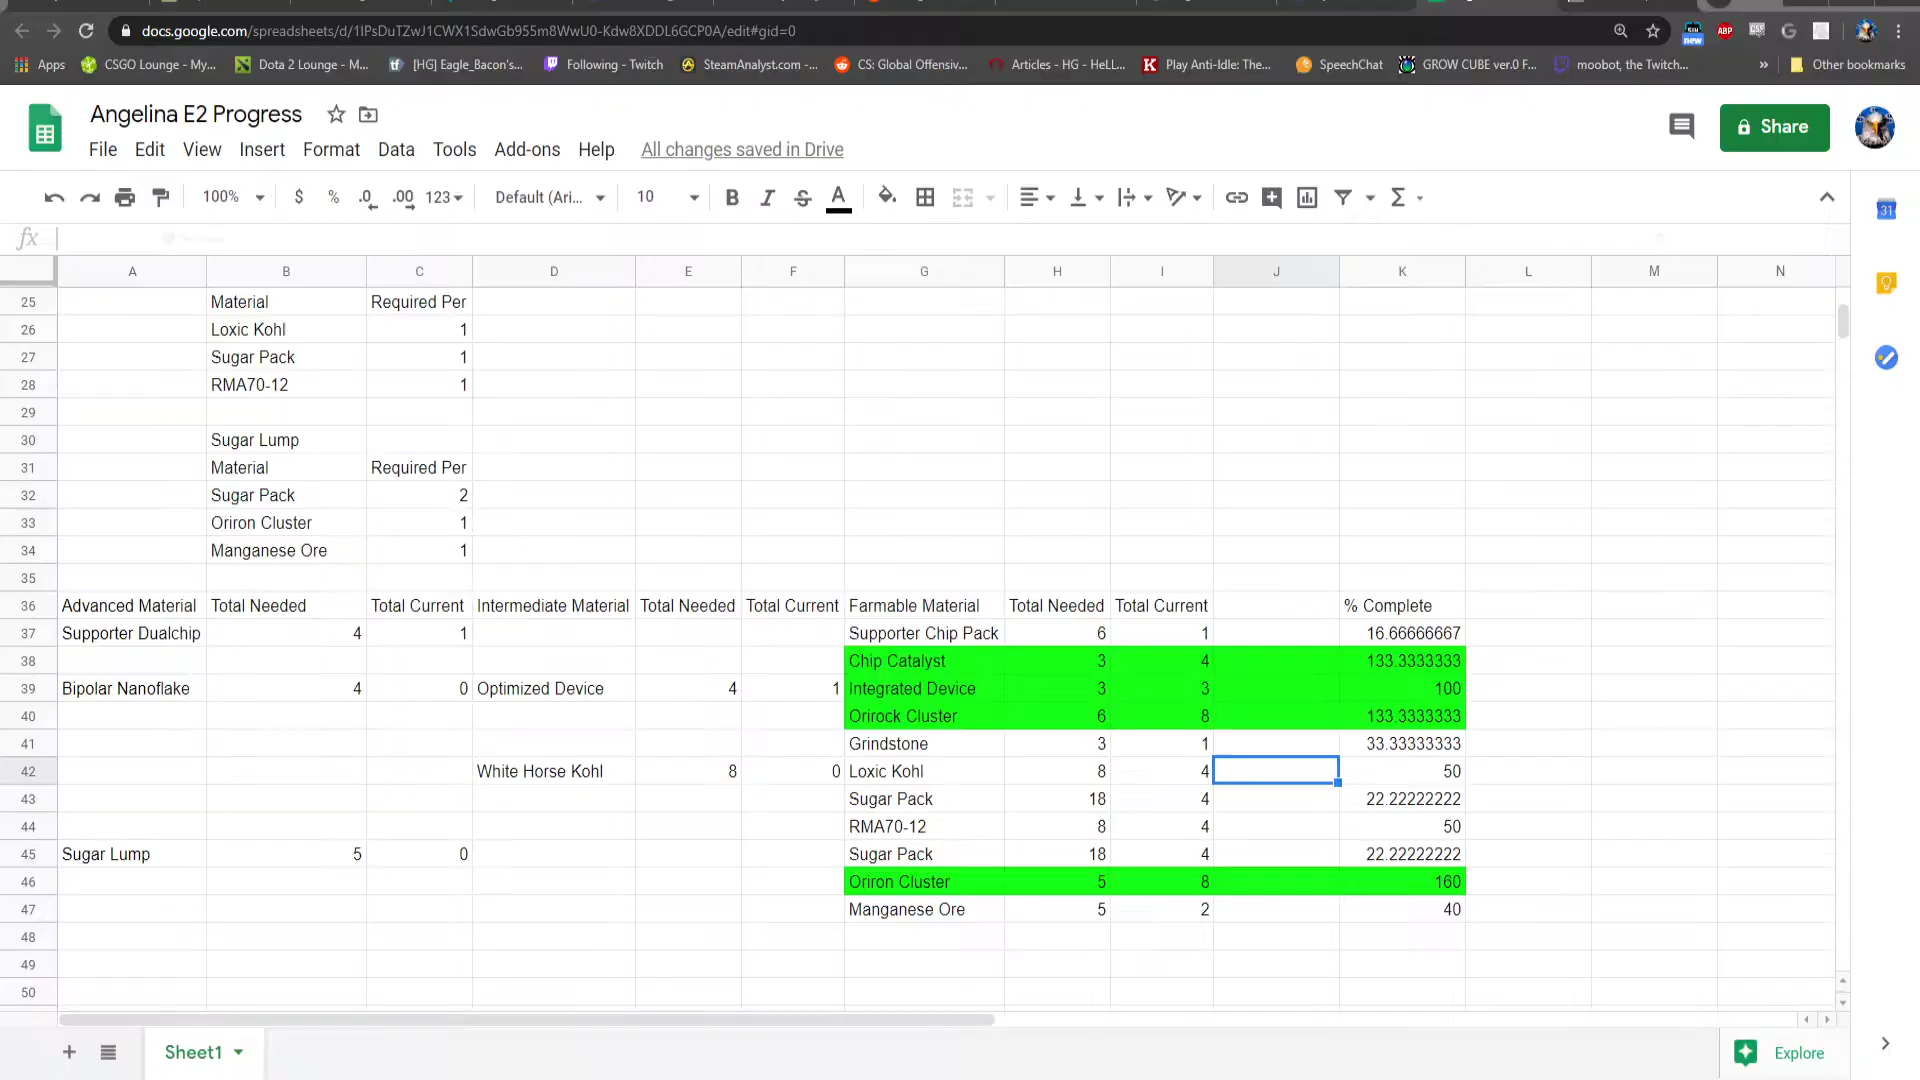 docs.google.com/spreadsheets/d/1IPsDuTZwJ1CWX1SdwGb955m8WwU0-Kdw8XDDL6GCP0A/edit#gid=0
new ABP
Apps CSGO Lounge - My... Dota 2 Lounge - M... [HG] Eagle_Bacon's... Following - Twitch SteamAnalyst.com -... CS: Global Offensiv... Articles - HG - HeLL... Play Anti-Idle: The... SpeechChat GROW CUBE ver.0 F... moobot, the Twitch... » Other bookmarks
Angelina E2 Progress
Share
File Edit View Insert Format Data Tools Add-ons Help All changes saved in Drive
100% $ % .0 .00 123 Default (Ari... 10 B I S A Σ
31
fx
A B C D E F G H I J K L M N
25 Material Required Per
26 Loxic Kohl 1
27 Sugar Pack 1
28 RMA70-12 1
29
30 Sugar Lump
31 Material Required Per
32 Sugar Pack 2
33 Oriron Cluster 1
34 Manganese Ore 1
35
36 Advanced Material Total Needed Total Current Intermediate Material Total Needed Total Current Farmable Material Total Needed Total Current % Complete
37 Supporter Dualchip 4 1 Supporter Chip Pack 6 1 16.66666667
38 Chip Catalyst 3 4 133.3333333
39 Bipolar Nanoflake 4 0 Optimized Device 4 1 Integrated Device 3 3 100
40 Orirock Cluster 6 8 133.3333333
41 Grindstone 3 1 33.33333333
42 White Horse Kohl 8 0 Loxic Kohl 8 4 50
43 Sugar Pack 18 4 22.22222222
44 RMA70-12 8 4 50
45 Sugar Lump 5 0 Sugar Pack 18 4 22.22222222
46 Oriron Cluster 5 8 160
47 Manganese Ore 5 2 40
48
49
50
Sheet1 Explore